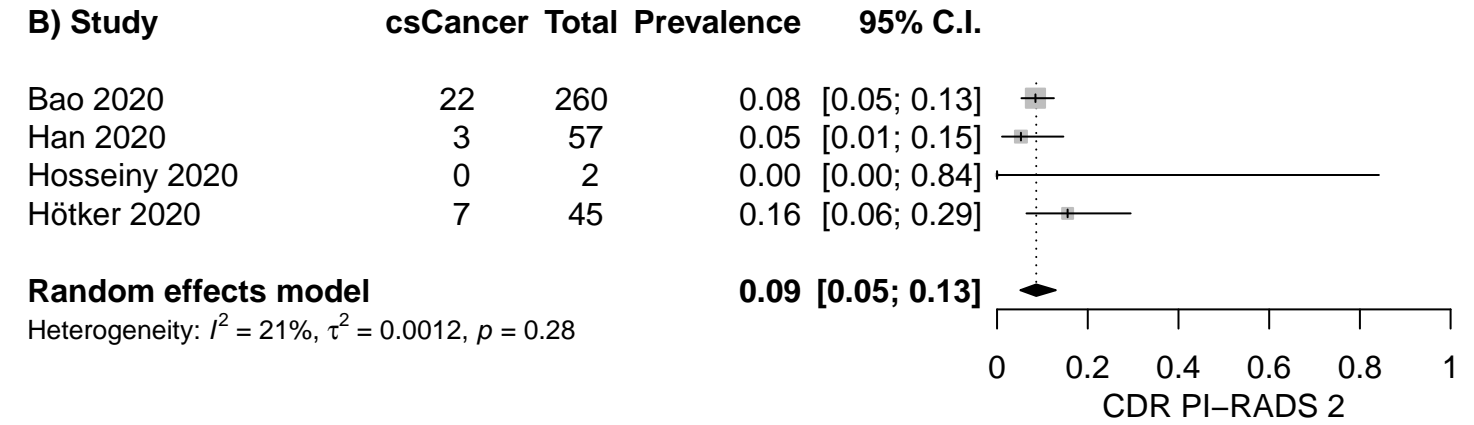 B) Study csCancer Total Prevalence 95% C.I.
Bao 2020 22 260 0.08 [0.05; 0.13]
Han 2020 3 57 0.05 [0.01; 0.15]
Hosseiny 2020 0 2 0.00 [0.00; 0.84]
Hötker 2020 7 45 0.16 [0.06; 0.29]
Random effects model 0.09 [0.05; 0.13]
Heterogeneity: I² = 21%, τ² = 0.0012, p = 0.28
0 0.2 0.4 0.6 0.8 1
CDR PI−RADS 2